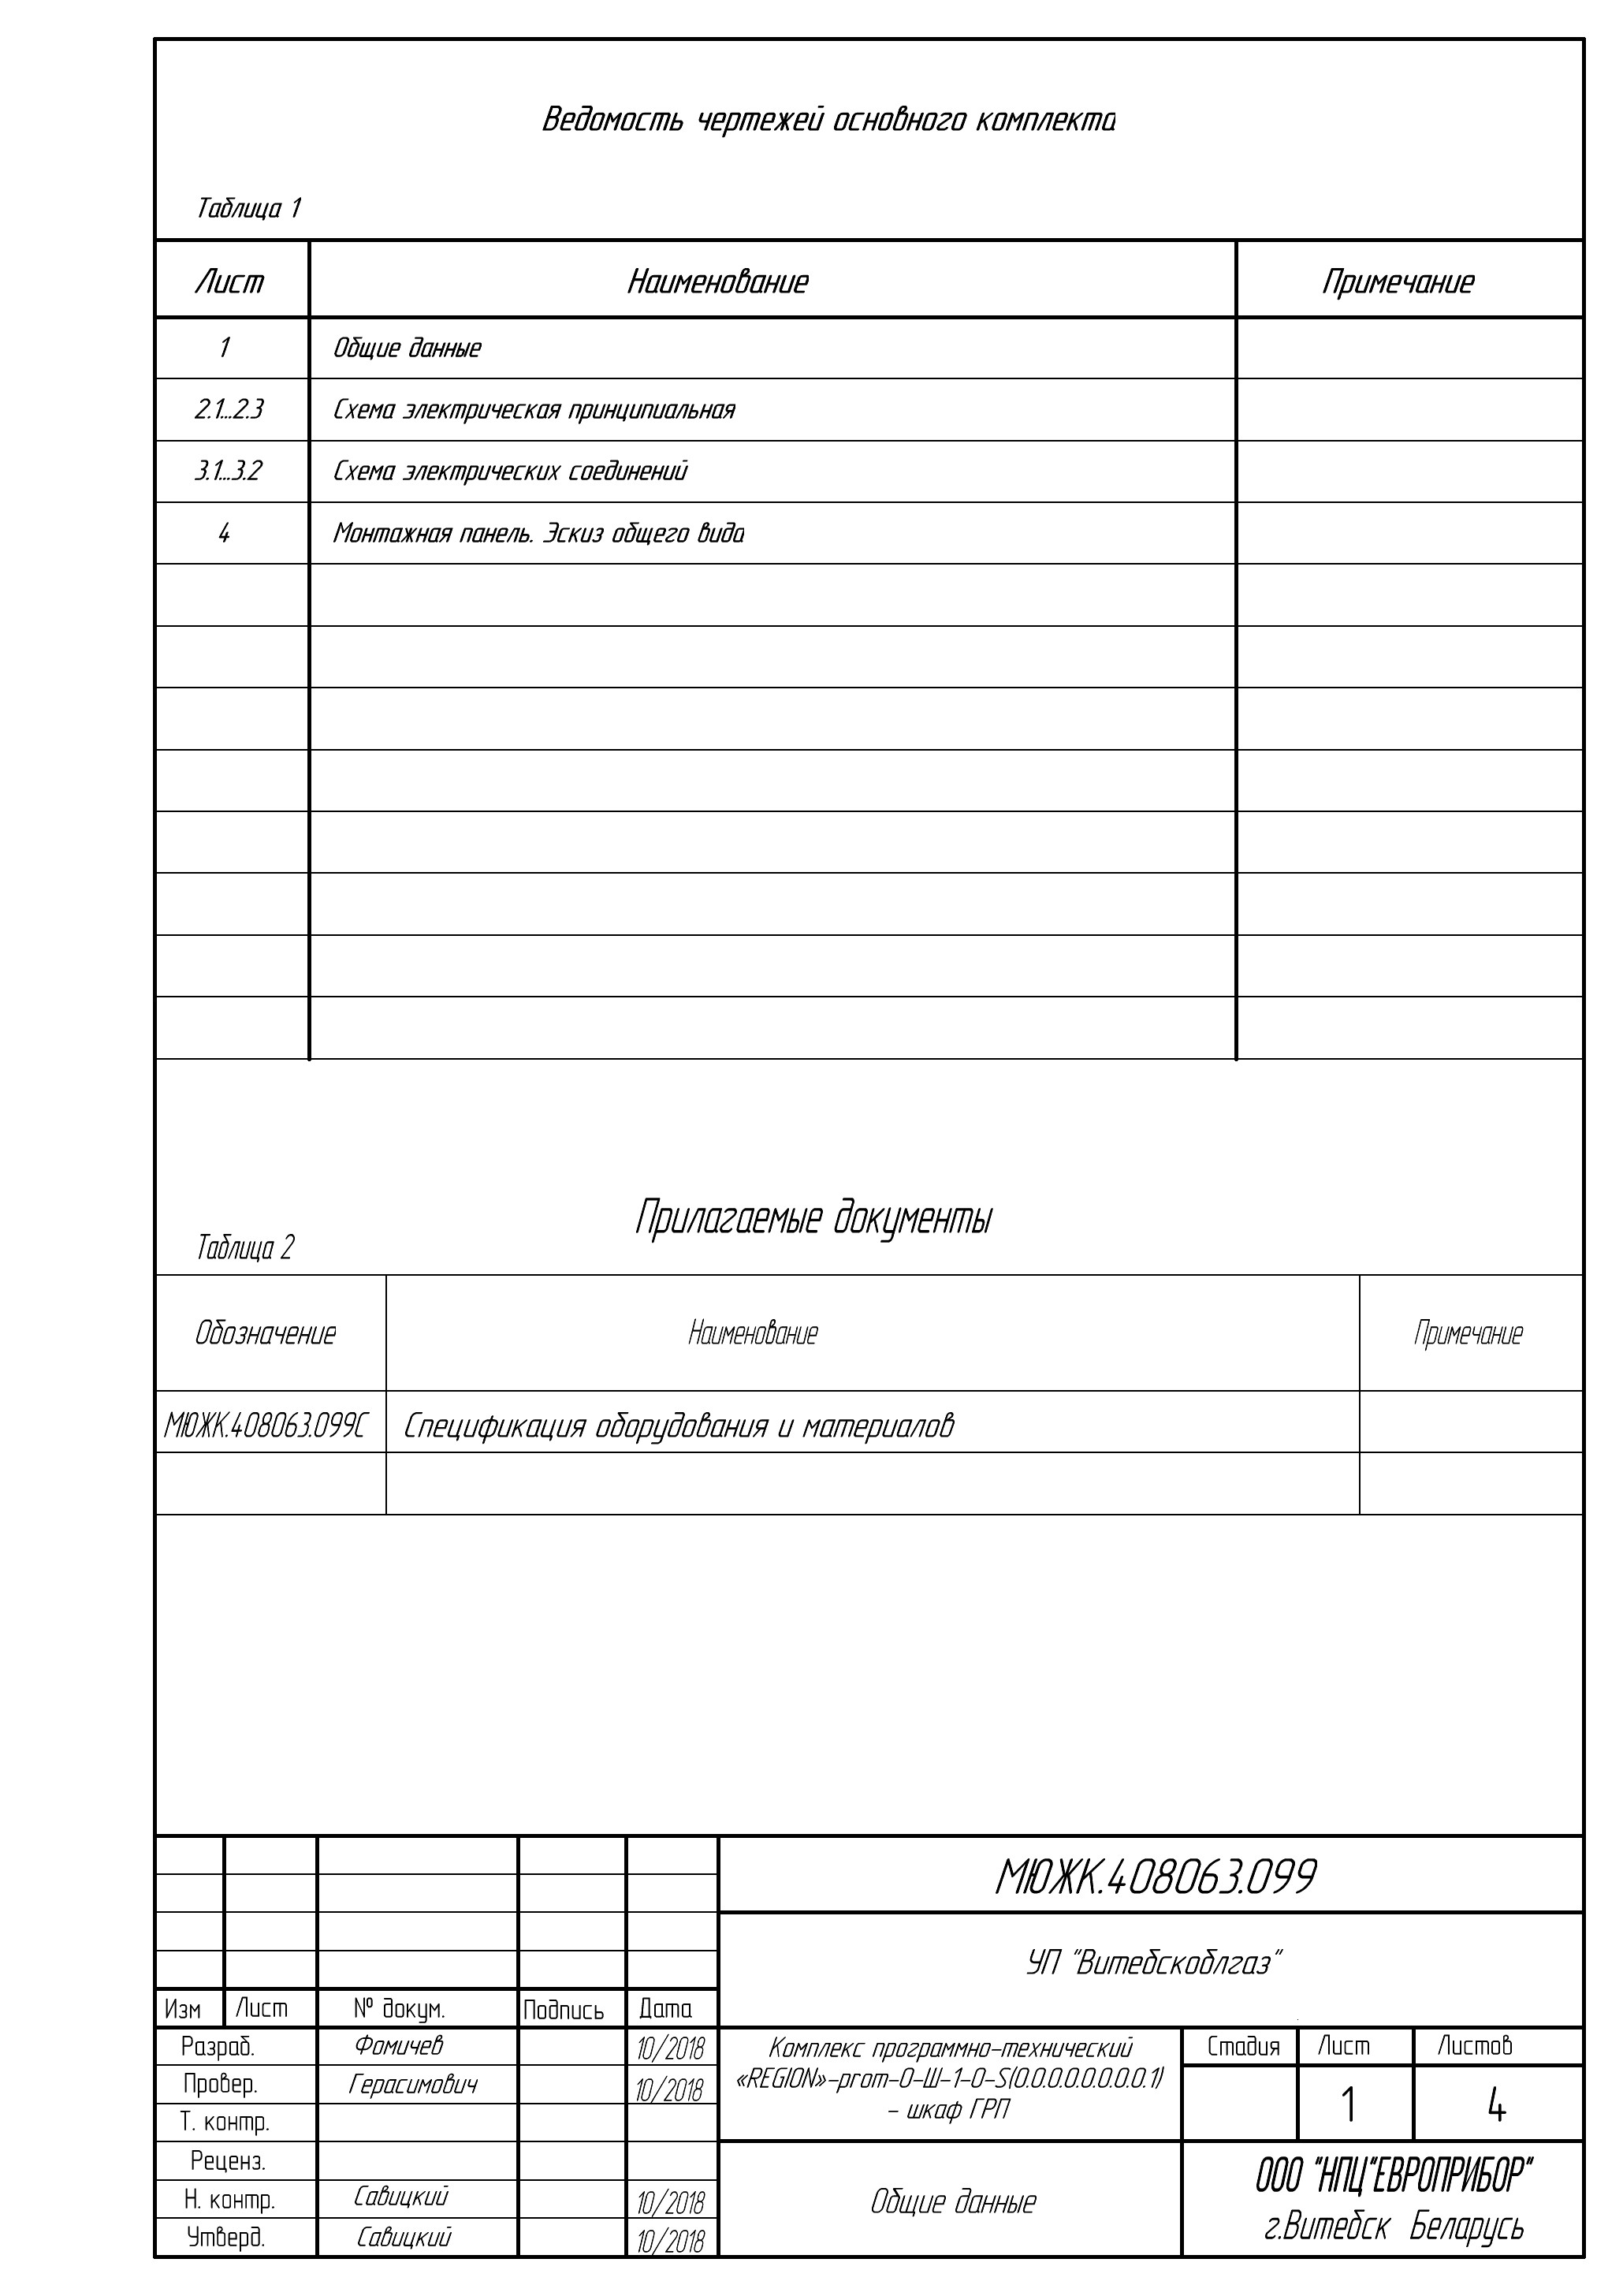 Ведомость чертежей основного комплекта
Таблица 1
Лист Наименование Примечание
1 Общие данные
2.1...2.3 Схема электрическая принципиальная
3.1...3.2 Схема электрических соединений
4 Монтажная панель. Эскиз общего вида
Прилагаемые документы
Таблица 2
Обозначение Наименование Примечание
МЮЖК.408063.099С Спецификация оборудования и материалов
МЮЖК.408063.099
УП "Витебскоблгаз"
Изм Лист № докум. Подпись Дата
Разраб. Фомичев 10/2018
Провер. Герасимович 10/2018
Т. контр.
Реценз.
Н. контр. Савицкий 10/2018
Утверд. Савицкий 10/2018
Комплекс программно-технический
«REGION»-prom-0-Ш-1-0-S(0.0.0.0.0.0.0.0.1)
- шкаф ГРП
Стадия Лист Листов
1 4
Общие данные
ООО "НПЦ"ЕВРОПРИБОР"
г.Витебск Беларусь